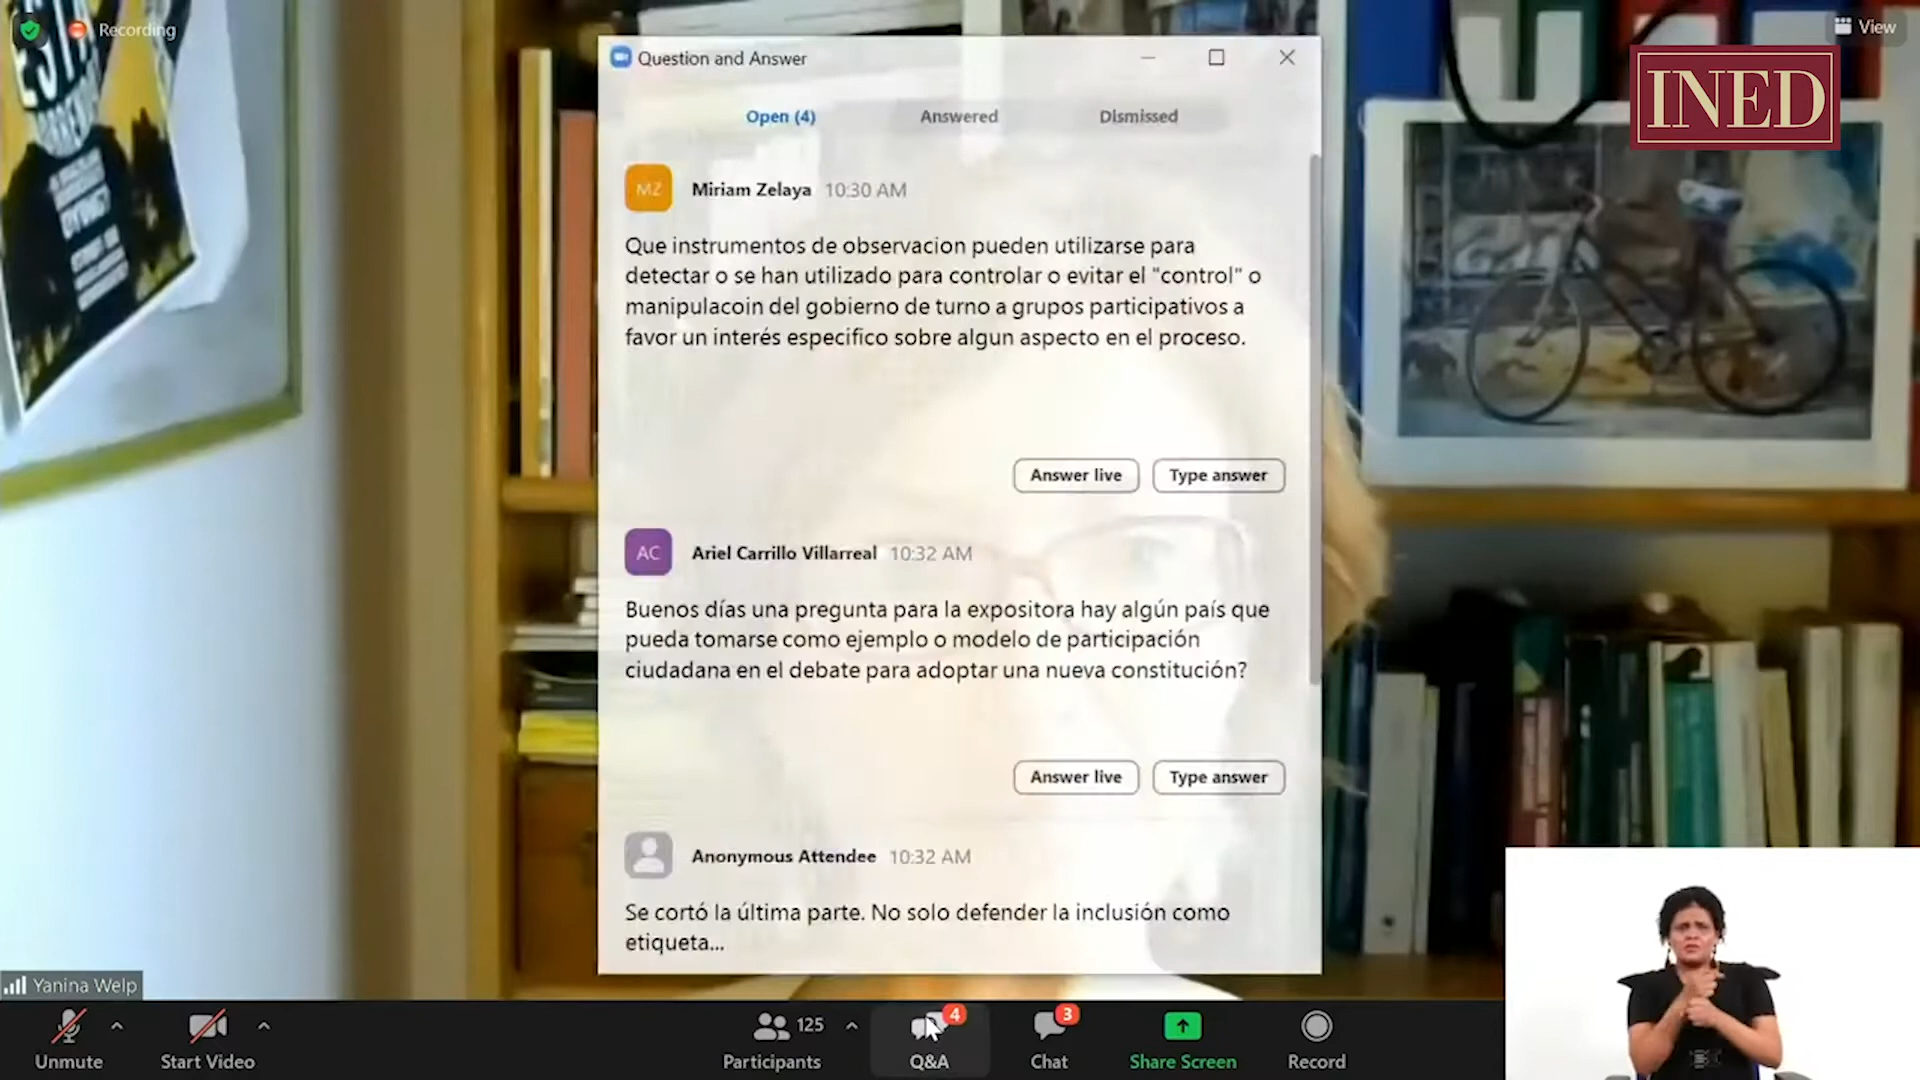 Recording
View
INED
Question and Answer
Open (4)
Answered
Dismissed
MZ
Miriam Zelaya 10:30 AM
Que instrumentos de observacion pueden utilizarse para
detectar o se han utilizado para controlar o evitar el "control" o
manipulacoin del gobierno de turno a grupos participativos a
favor un interés especifico sobre algun aspecto en el proceso.
Answer live
Type answer
AC
Ariel Carrillo Villarreal 10:32 AM
Buenos días una pregunta para la expositora hay algún país que
pueda tomarse como ejemplo o modelo de participación
ciudadana en el debate para adoptar una nueva constitución?
Answer live
Type answer
Anonymous Attendee 10:32 AM
Se cortó la última parte. No solo defender la inclusión como
etiqueta...
Yanina Welp
125
4
3
Unmute
Start Video
Participants
Q&A
Chat
Share Screen
Record